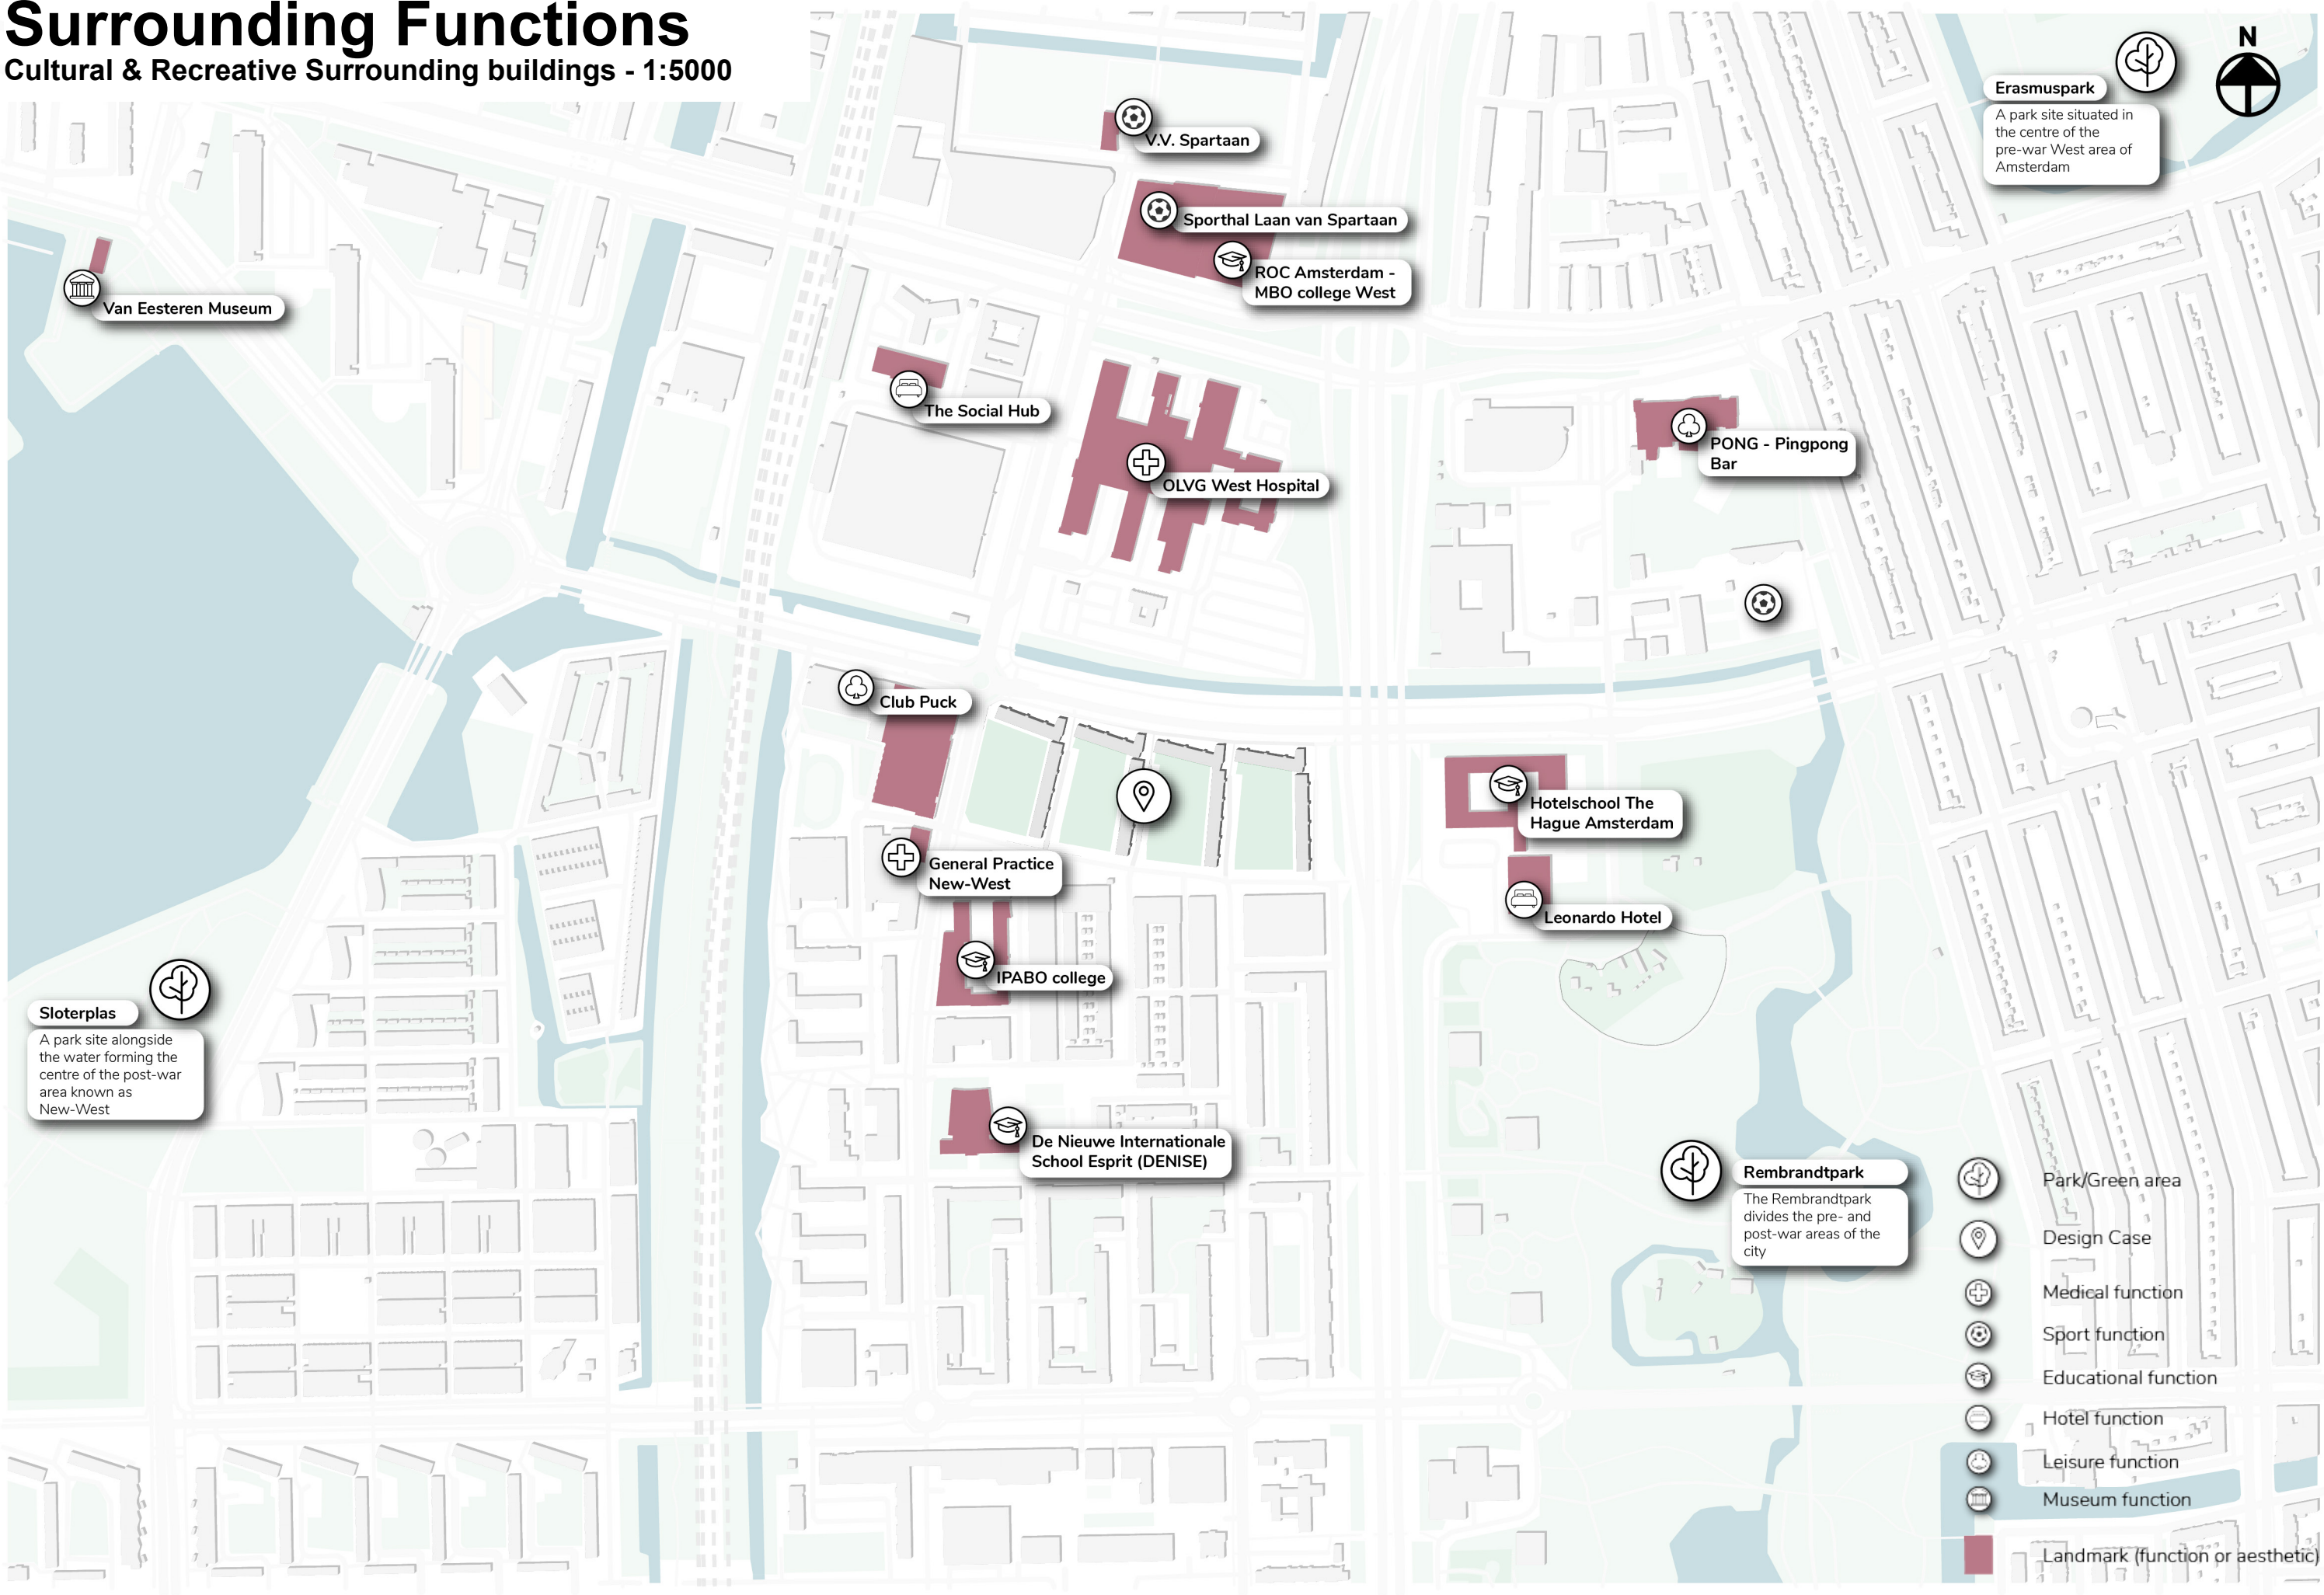 Surrounding Functions
Cultural & Recreative Surrounding buildings - 1:5000
N
Erasmuspark
A park site situated in
the centre of the
pre-war West area of
Amsterdam
V.V. Spartaan
Sporthal Laan van Spartaan
ROC Amsterdam -
MBO college West
Van Eesteren Museum
The Social Hub
PONG - Pingpong
Bar
OLVG West Hospital
Club Puck
Hotelschool The
Hague Amsterdam
General Practice
New-West
Leonardo Hotel
IPABO college
Sloterplas
A park site alongside
the water forming the
centre of the post-war
area known as
New-West
De Nieuwe Internationale
School Esprit (DENISE)
Rembrandtpark
The Rembrandtpark
divides the pre- and
post-war areas of the
city
Park/Green area
Design Case
Medical function
Sport function
Educational function
Hotel function
Leisure function
Museum function
Landmark (function or aesthetic)